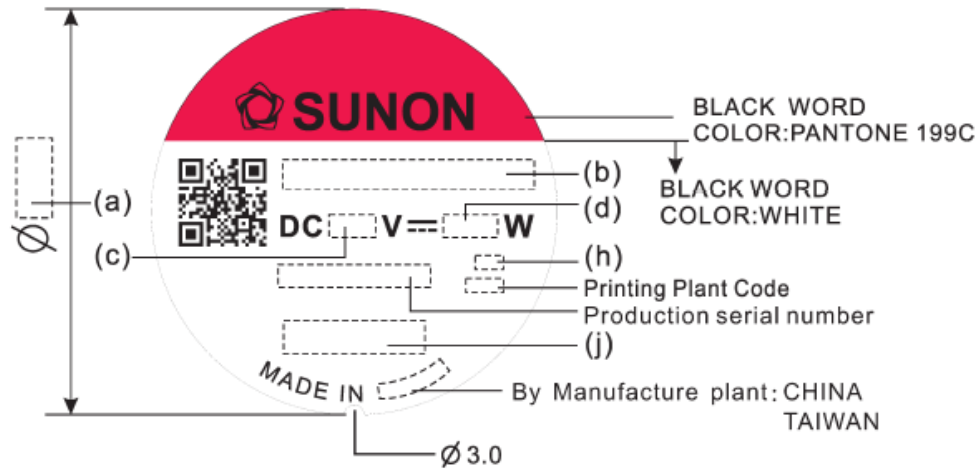 SUNON
BLACK WORD
COLOR:PANTONE 199C
(b)
BLACK WORD
COLOR:WHITE
(a)
Ø
DC V⎓ W
(d)
(c)
(h)
Printing Plant Code
Production serial number
(j)
MADE IN
By Manufacture plant: CHINA
TAIWAN
Ø 3.0